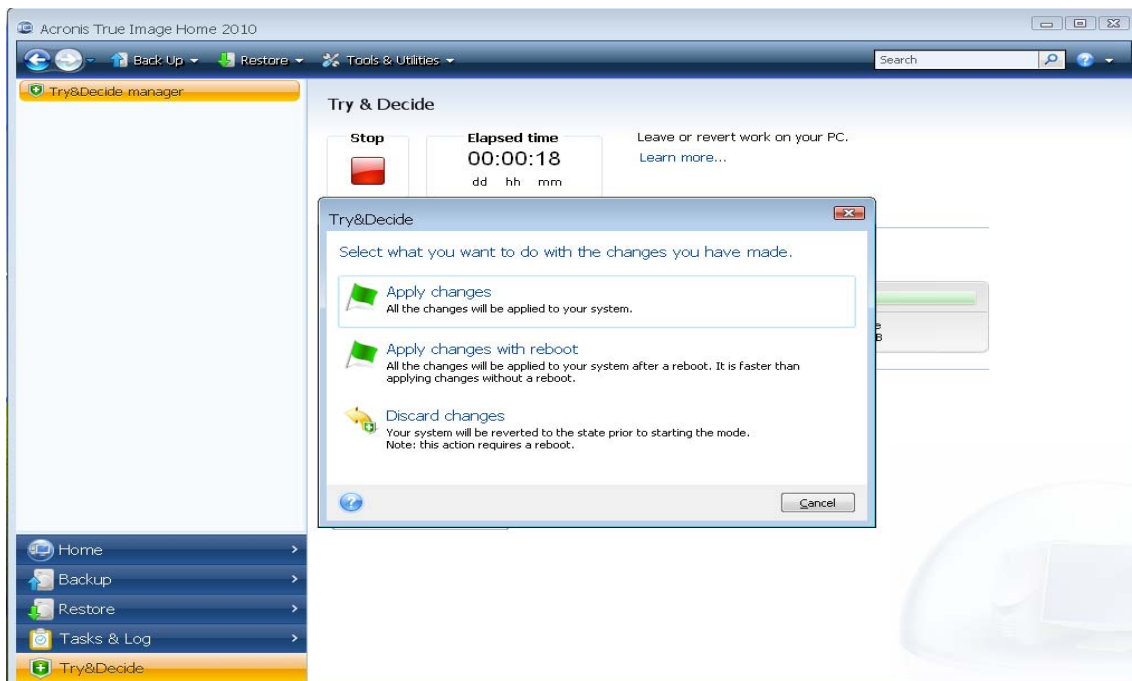 Acronis True Image Home 2010
Back Up Restore Tools & Utilities Search
Try&Decide manager
Try & Decide
Stop
Elapsed time
00:00:18
dd hh mm
Leave or revert work on your PC.
Learn more...
Try&Decide
Select what you want to do with the changes you have made.
Apply changes
All the changes will be applied to your system.
Apply changes with reboot
All the changes will be applied to your system after a reboot. It is faster than
applying changes without a reboot.
Discard changes
Your system will be reverted to the state prior to starting the mode.
Note: this action requires a reboot.
Cancel
Home
Backup
Restore
Tasks & Log
Try&Decide